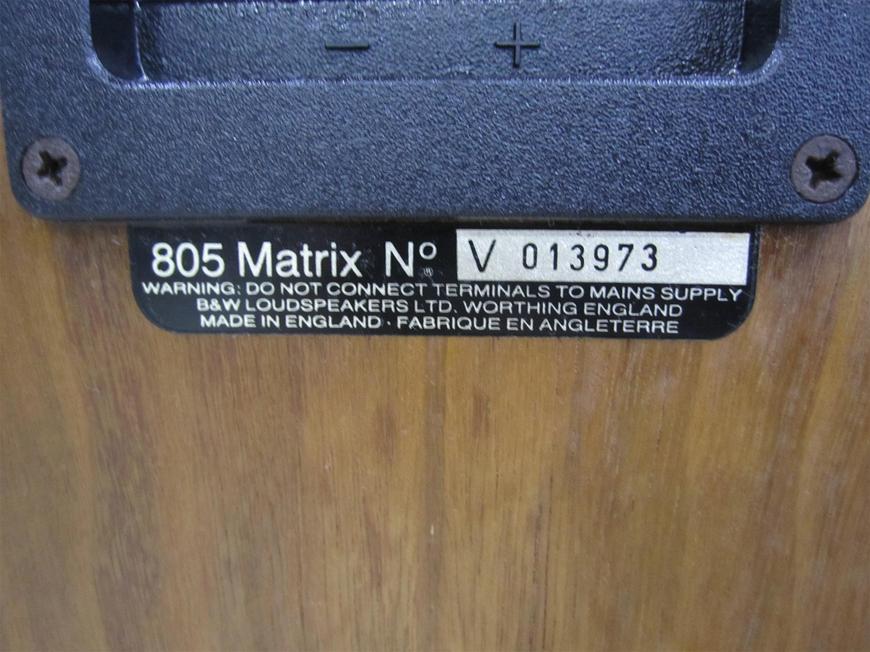 − +
805 Matrix Nº V 013973
WARNING: DO NOT CONNECT TERMINALS TO MAINS SUPPLY
B&W LOUDSPEAKERS LTD. WORTHING ENGLAND
MADE IN ENGLAND · FABRIQUE EN ANGLETERRE